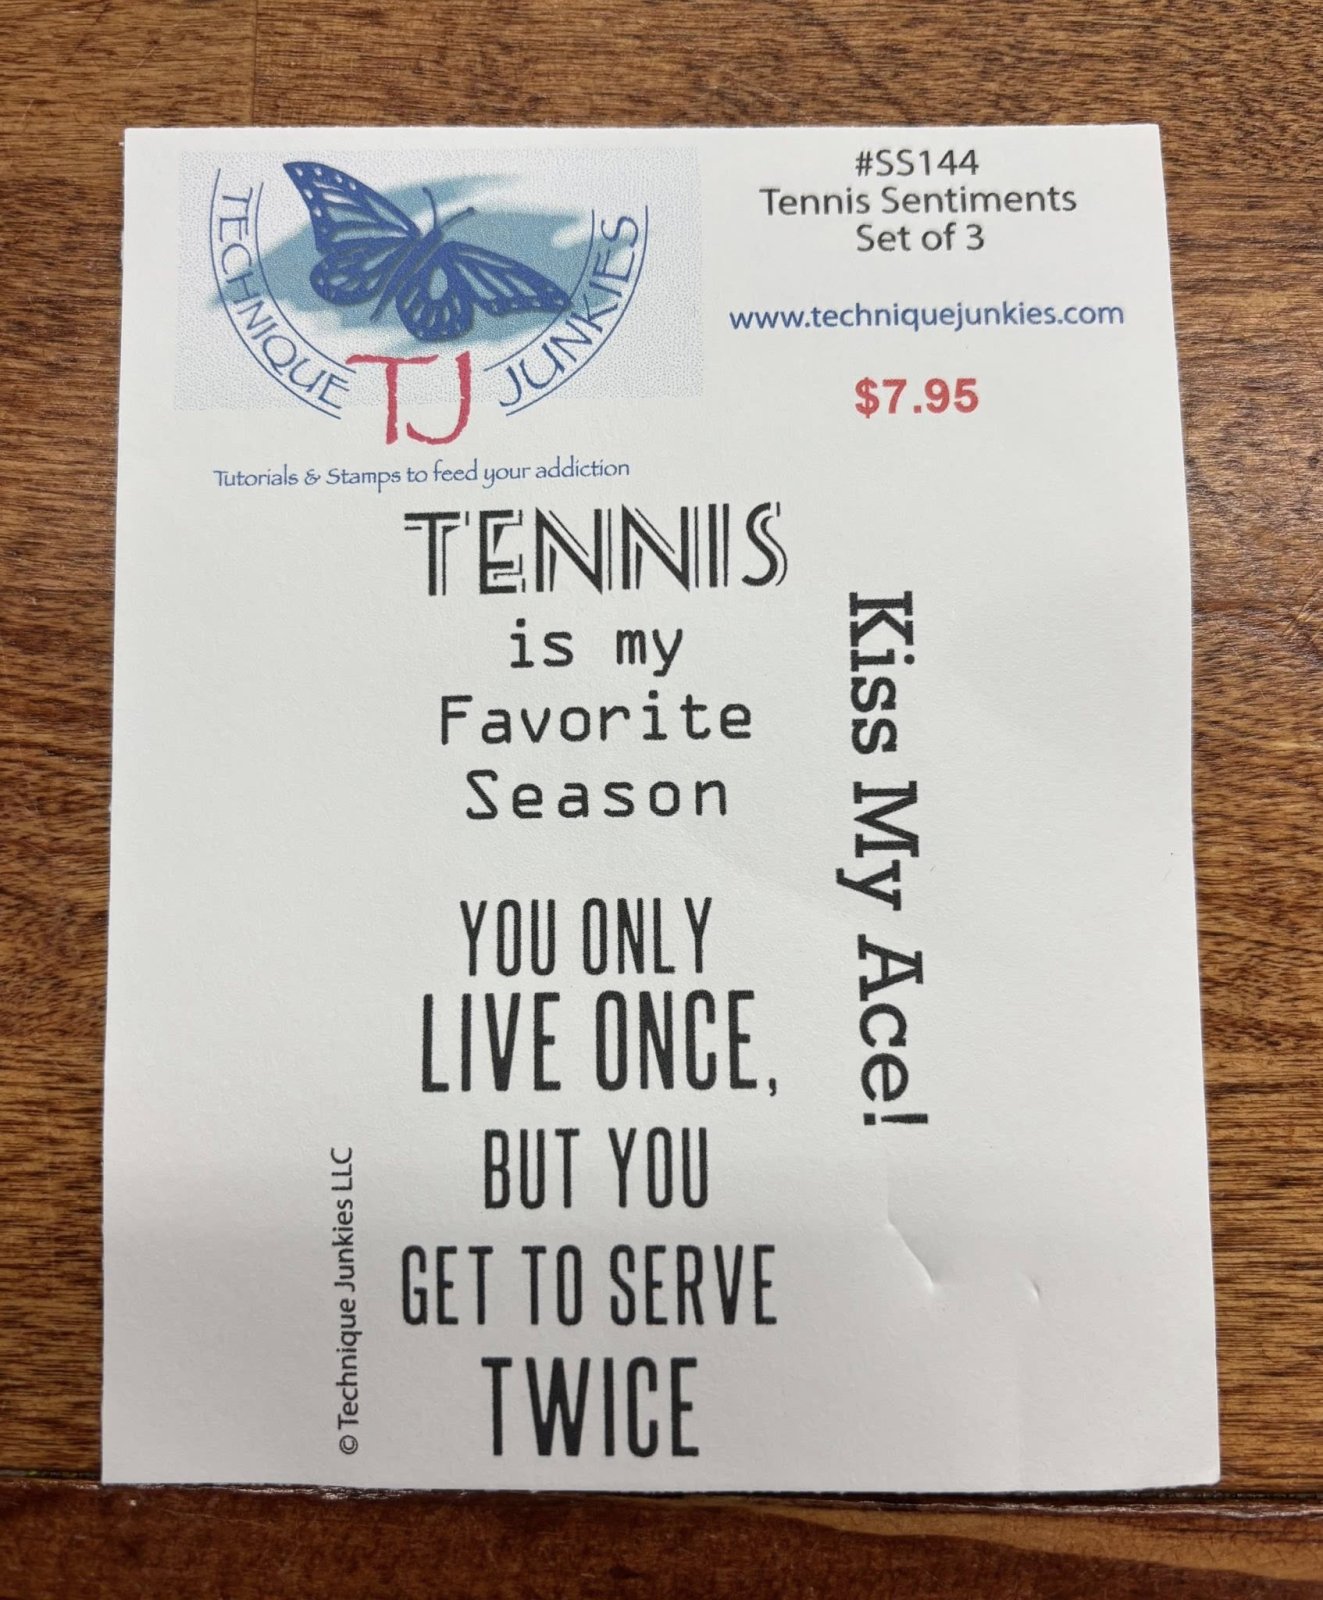 TECHNIQUE JUNKIES
TJ
Tutorials & Stamps to feed your addiction
#SS144
Tennis Sentiments
Set of 3
www.techniquejunkies.com
$7.95
TENNIS
is my
Favorite
Season
Kiss My Ace!
YOU ONLY
LIVE ONCE,
BUT YOU
GET TO SERVE
TWICE
© Technique Junkies LLC